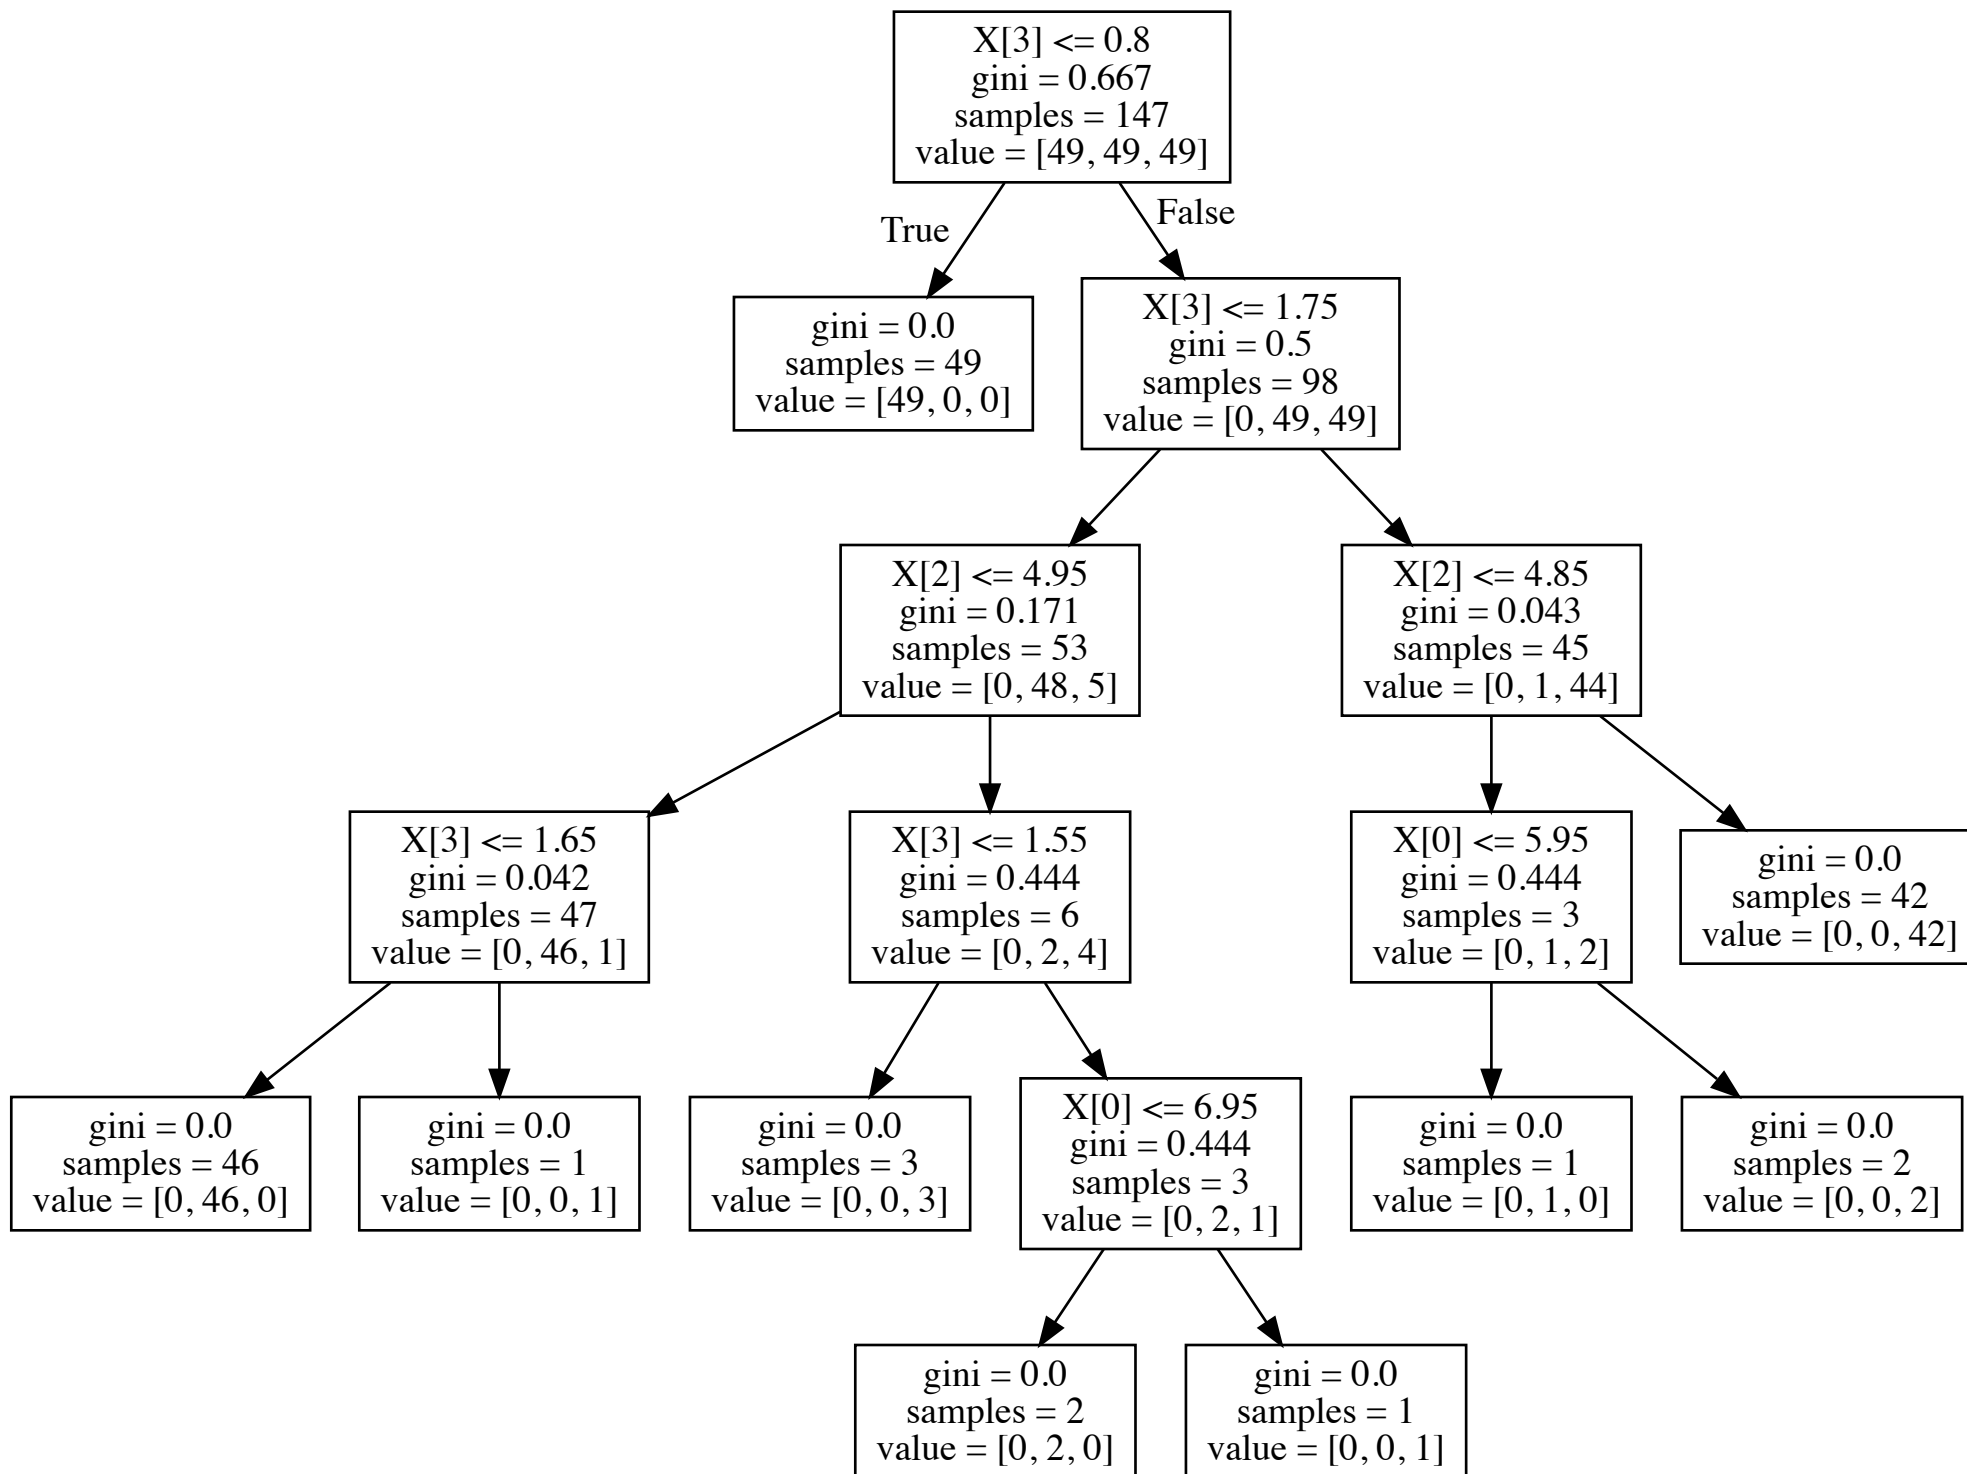 X[3] <= 0.8
gini = 0.667
samples = 147
value = [49, 49, 49]
True
False
gini = 0.0
samples = 49
value = [49, 0, 0]
X[3] <= 1.75
gini = 0.5
samples = 98
value = [0, 49, 49]
X[2] <= 4.95
gini = 0.171
samples = 53
value = [0, 48, 5]
X[2] <= 4.85
gini = 0.043
samples = 45
value = [0, 1, 44]
X[3] <= 1.65
gini = 0.042
samples = 47
value = [0, 46, 1]
X[3] <= 1.55
gini = 0.444
samples = 6
value = [0, 2, 4]
X[0] <= 5.95
gini = 0.444
samples = 3
value = [0, 1, 2]
gini = 0.0
samples = 42
value = [0, 0, 42]
gini = 0.0
samples = 46
value = [0, 46, 0]
gini = 0.0
samples = 1
value = [0, 0, 1]
gini = 0.0
samples = 3
value = [0, 0, 3]
X[0] <= 6.95
gini = 0.444
samples = 3
value = [0, 2, 1]
gini = 0.0
samples = 1
value = [0, 1, 0]
gini = 0.0
samples = 2
value = [0, 0, 2]
gini = 0.0
samples = 2
value = [0, 2, 0]
gini = 0.0
samples = 1
value = [0, 0, 1]